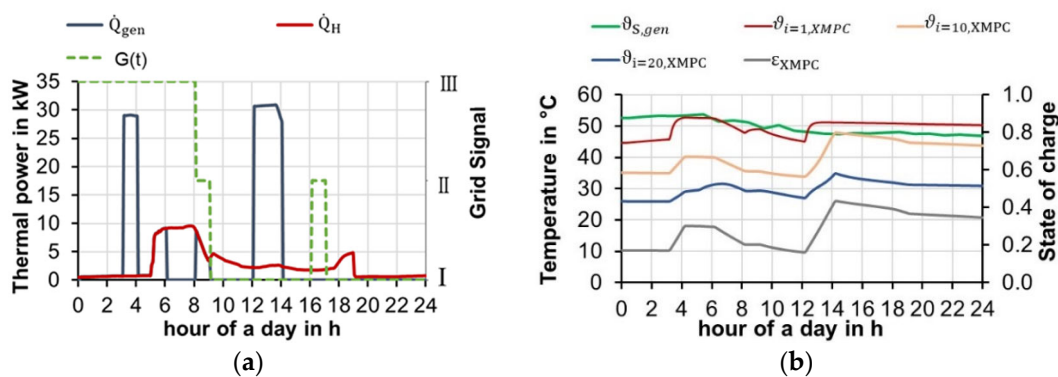 Q̇gen Q̇H
G(t)
35 III
30
25
20 II
15
10
5
0 I
Thermal power in kW
Grid Signal
0 2 4 6 8 10 12 14 16 18 20 22 24
hour of a day in h
(a)
ϑS,gen ϑi=1,XMPC ϑi=10,XMPC
ϑi=20,XMPC εXMPC
60 1.0
50 0.8
40 0.6
30
20 0.4
10 0.2
0 0.0
Temperature in °C
State of charge
0 2 4 6 8 10 12 14 16 18 20 22 24
hour of a day in h
(b)